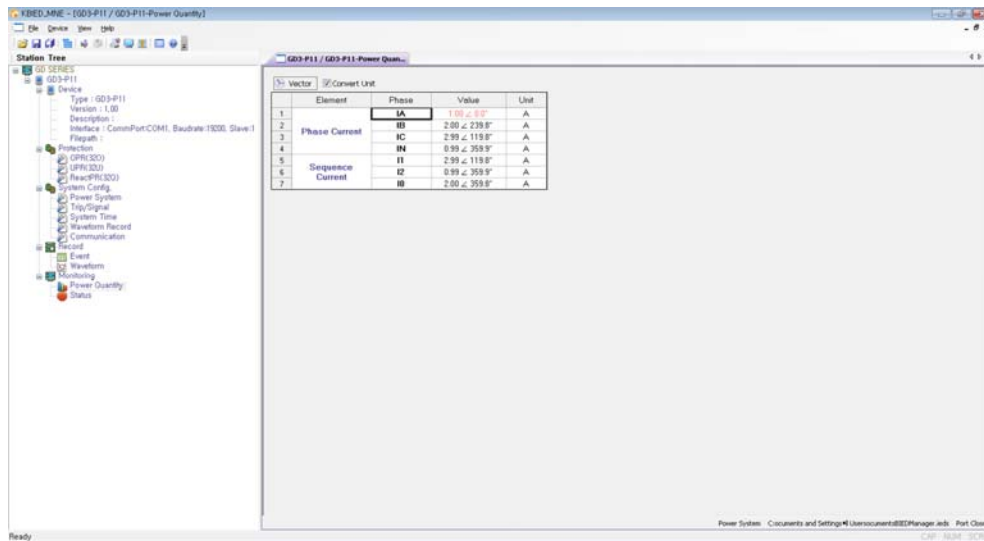 KBIED_MNE - [GD3-P11 / GD3-P11-Power Quantity]
File Device View Help
Station Tree
GD3-P11 / GD3-P11-Power Quan...
GD SERIES
GD3-P11
Device
Type : GD3-P11
Version : 1,00
Description :
Interface : CommPort:COM1, Baudrate:19200, Slave:1
Filepath :
Protection
OPR(32O)
UPR(32U)
ReactPR(32Q)
System Config,
Power System
Trip/Signal
System Time
Waveform Record
Communication
Record
Event
Waveform
Monitoring
Power Quantity
Status
Vector Convert Unit
Element Phase Value Unit
1 IA 1.00 ∠ 0.0° A
2 Phase Current IB 2.00 ∠ 239.8° A
3 IC 2.99 ∠ 119.8° A
4 IN 0.99 ∠ 359.9° A
5 Sequence Current I1 2.99 ∠ 119.8° A
6 I2 0.99 ∠ 359.9° A
7 I0 2.00 ∠ 359.8° A
Power System Port Clos
Ready
CAP NUM SCR